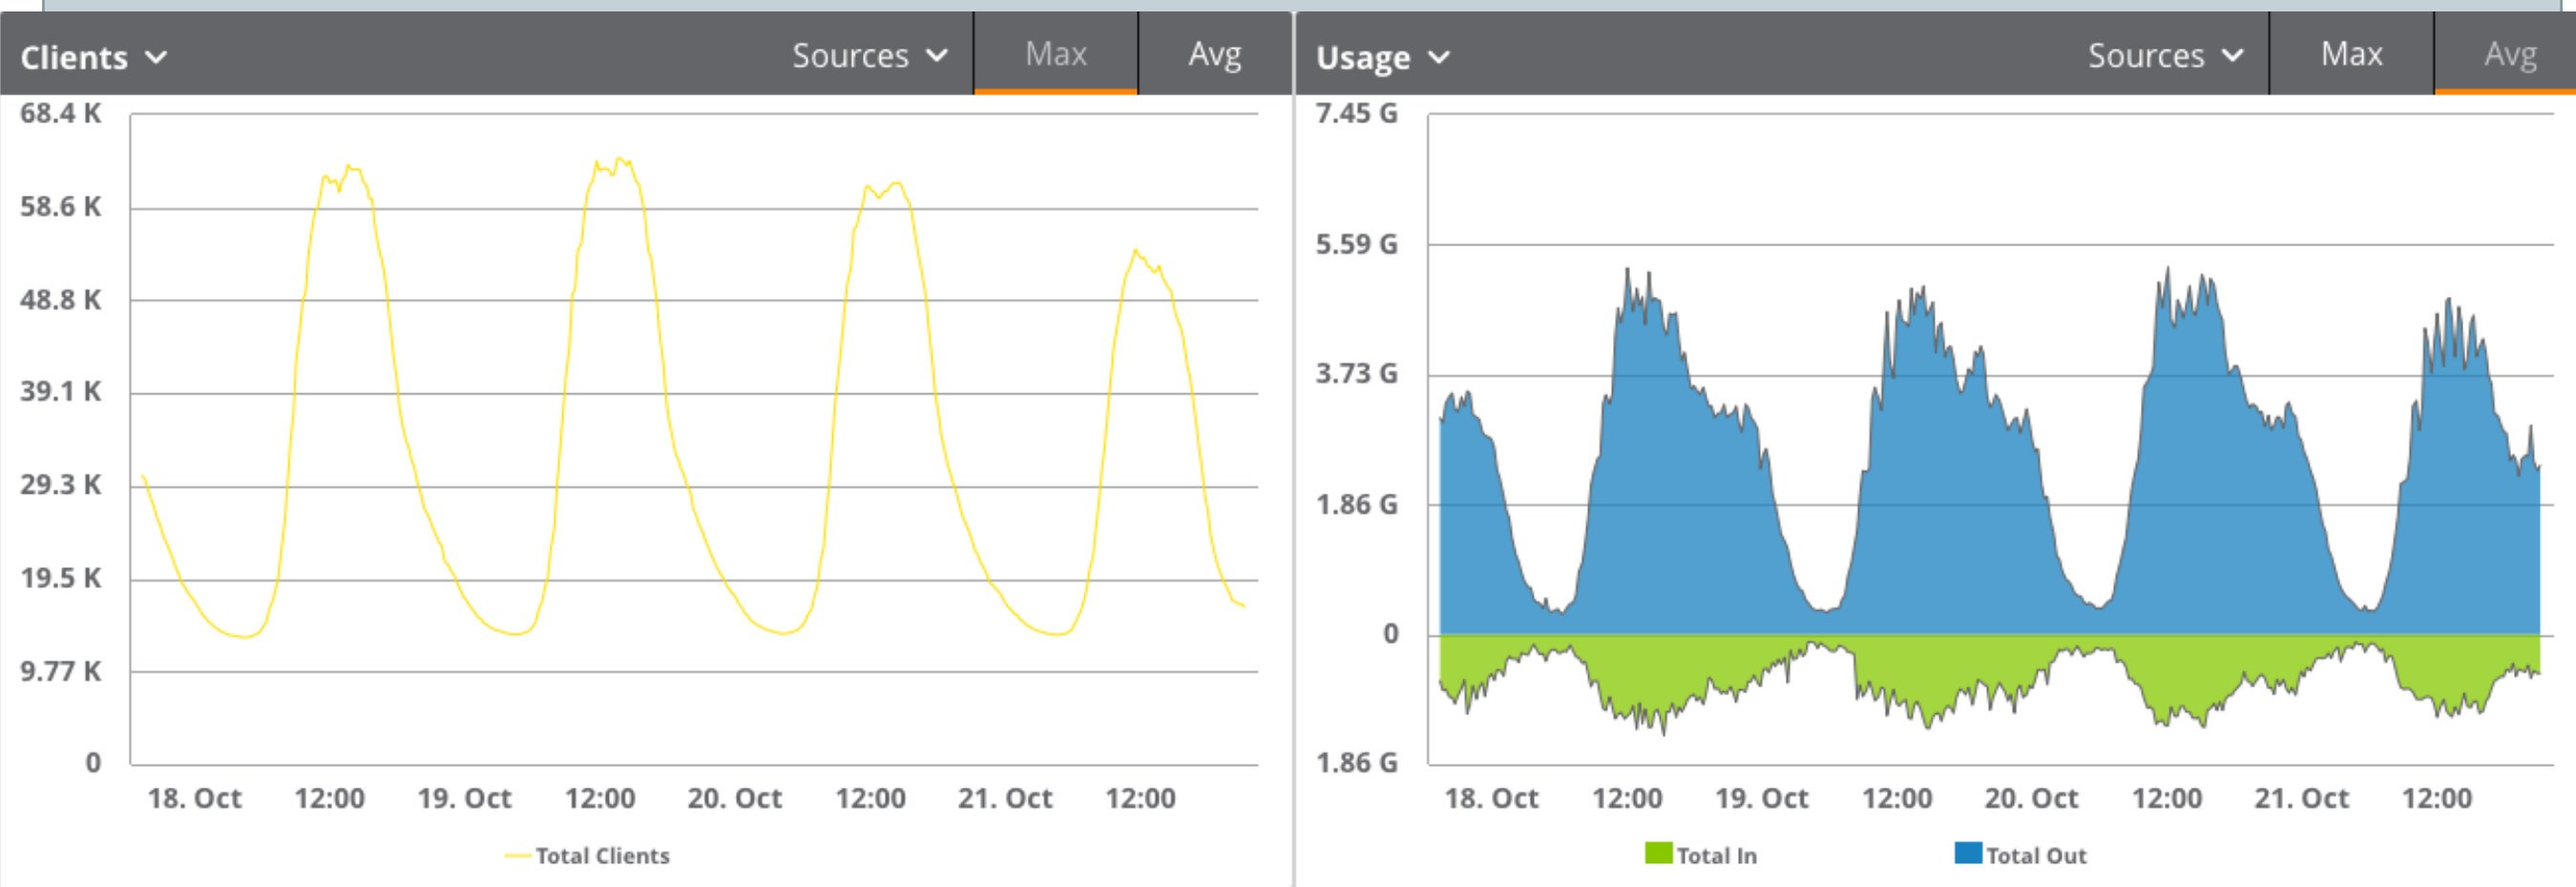 Clients Sources Max Avg
68.4 K
58.6 K
48.8 K
39.1 K
29.3 K
19.5 K
9.77 K
0
18. Oct 12:00 19. Oct 12:00 20. Oct 12:00 21. Oct 12:00
Total Clients
Usage Sources Max Avg
7.45 G
5.59 G
3.73 G
1.86 G
0
1.86 G
18. Oct 12:00 19. Oct 12:00 20. Oct 12:00 21. Oct 12:00
Total In Total Out